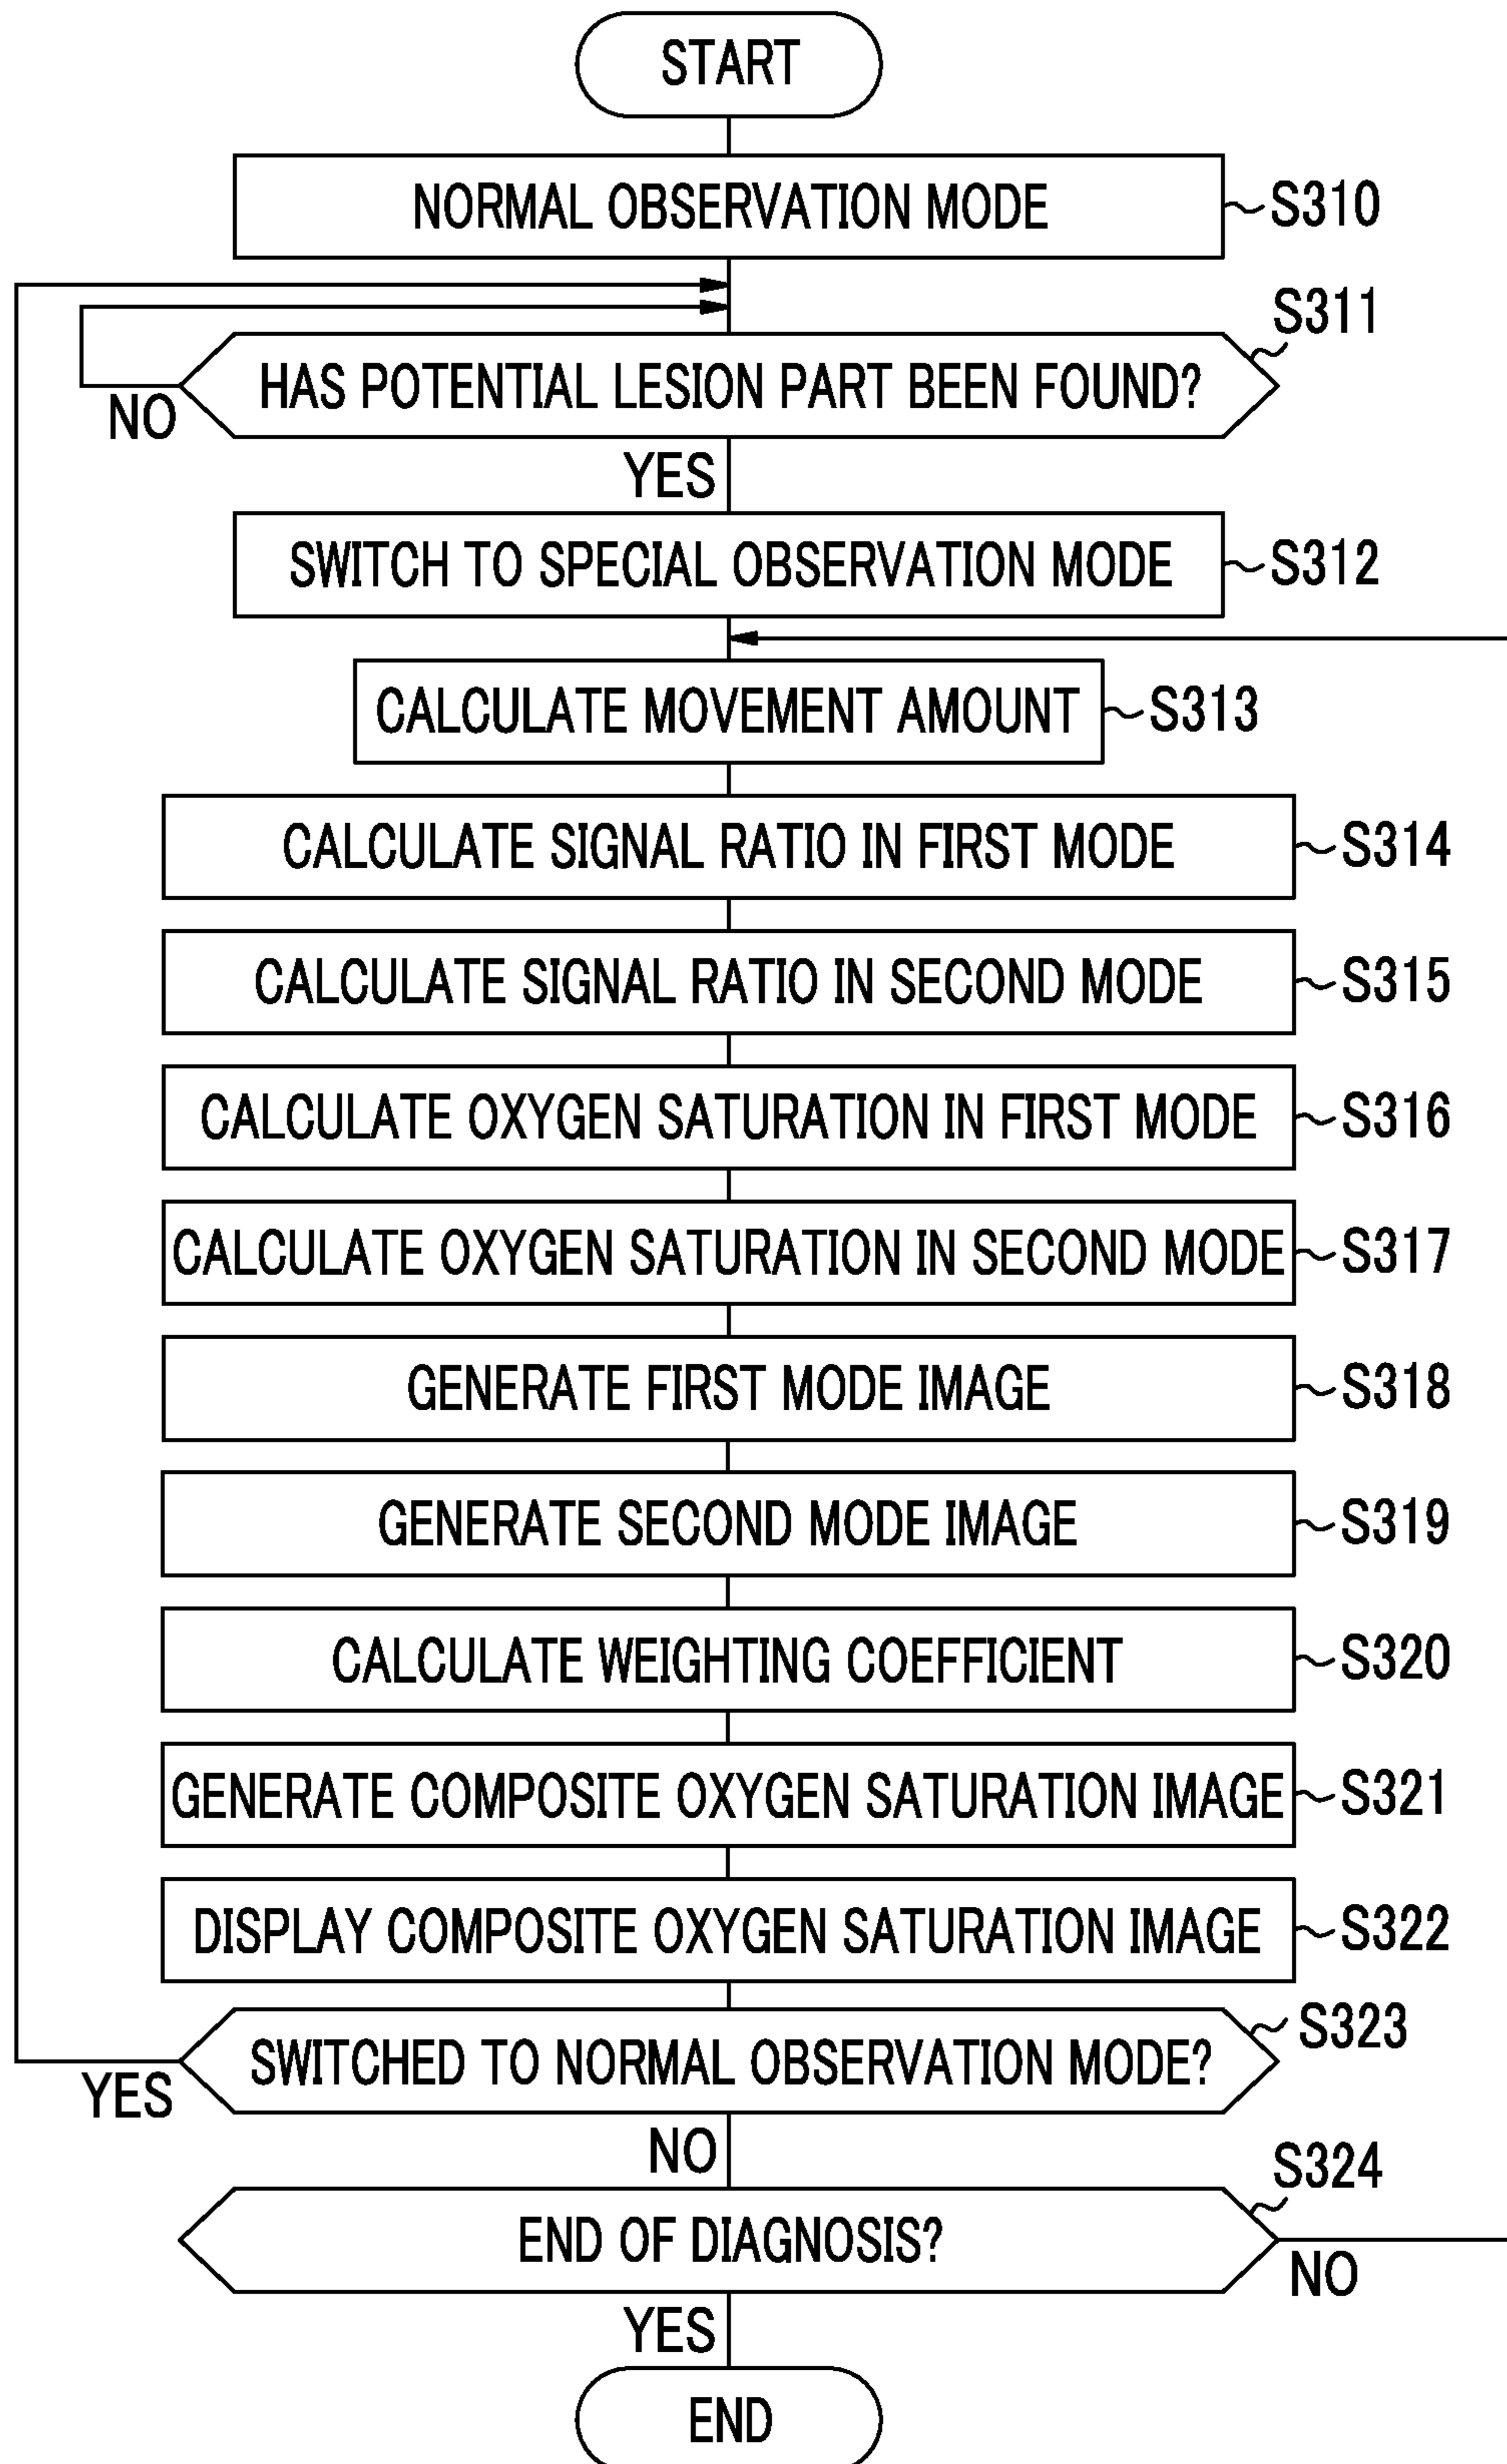 START
NORMAL OBSERVATION MODE
S310
S311
HAS POTENTIAL LESION PART BEEN FOUND?
NO
YES
SWITCH TO SPECIAL OBSERVATION MODE
S312
CALCULATE MOVEMENT AMOUNT
S313
CALCULATE SIGNAL RATIO IN FIRST MODE
S314
CALCULATE SIGNAL RATIO IN SECOND MODE
S315
CALCULATE OXYGEN SATURATION IN FIRST MODE
S316
CALCULATE OXYGEN SATURATION IN SECOND MODE
S317
GENERATE FIRST MODE IMAGE
S318
GENERATE SECOND MODE IMAGE
S319
CALCULATE WEIGHTING COEFFICIENT
S320
GENERATE COMPOSITE OXYGEN SATURATION IMAGE
S321
DISPLAY COMPOSITE OXYGEN SATURATION IMAGE
S322
S323
SWITCHED TO NORMAL OBSERVATION MODE?
YES
NO
S324
END OF DIAGNOSIS?
NO
YES
END